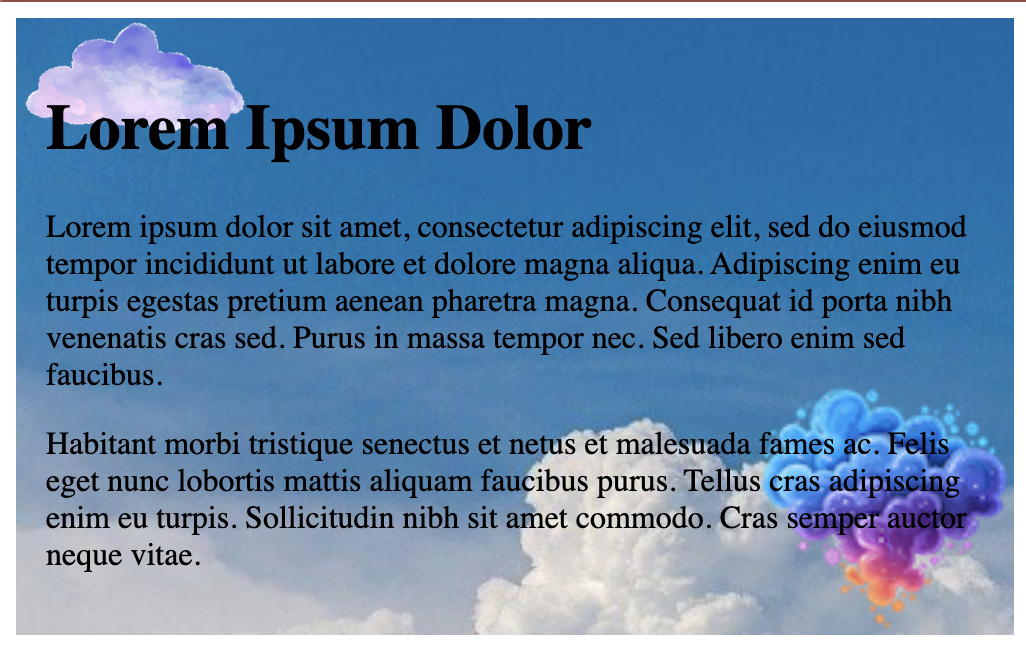 Lorem Ipsum Dolor
Lorem ipsum dolor sit amet, consectetur adipiscing elit, sed do eiusmod
tempor incididunt ut labore et dolore magna aliqua. Adipiscing enim eu
turpis egestas pretium aenean pharetra magna. Consequat id porta nibh
venenatis cras sed. Purus in massa tempor nec. Sed libero enim sed
faucibus.
Habitant morbi tristique senectus et netus et malesuada fames ac. Felis
eget nunc lobortis mattis aliquam faucibus purus. Tellus cras adipiscing
enim eu turpis. Sollicitudin nibh sit amet commodo. Cras semper auctor
neque vitae.